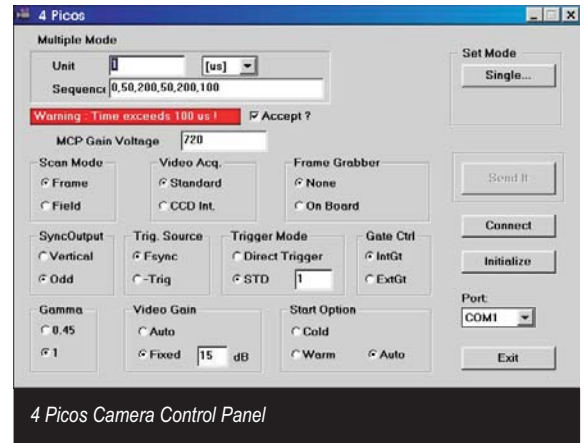 4 Picos
Multiple Mode
Unit 1 [us]
Sequence 0,50,200,50,200,100
Set Mode
Single...
Warning : Time exceeds 100 us ! Accept ?
MCP Gain Voltage 720
Scan Mode Video Acq. Frame Grabber
Frame Standard None
Field CCD Int. On Board
Send It
SyncOutput Trig. Source Trigger Mode Gate Ctrl
Vertical Fsync Direct Trigger IntGt
Odd -Trig STD 1 ExtGt
Connect
Initialize
Gamma Video Gain Start Option
0.45 Auto Cold
1 Fixed 15 dB Warm Auto
Port:
COM1
Exit
4 Picos Camera Control Panel